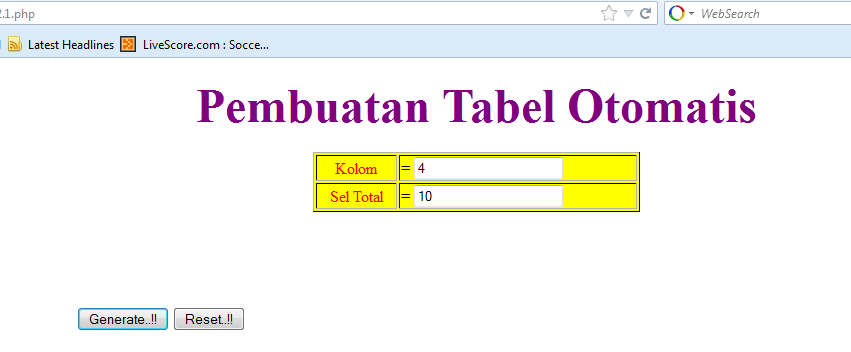 2.1.php WebSearch
Latest Headlines LiveScore.com : Socce...
Pembuatan Tabel Otomatis
Kolom = 4
Sel Total = 10
Generate..!! Reset..!!